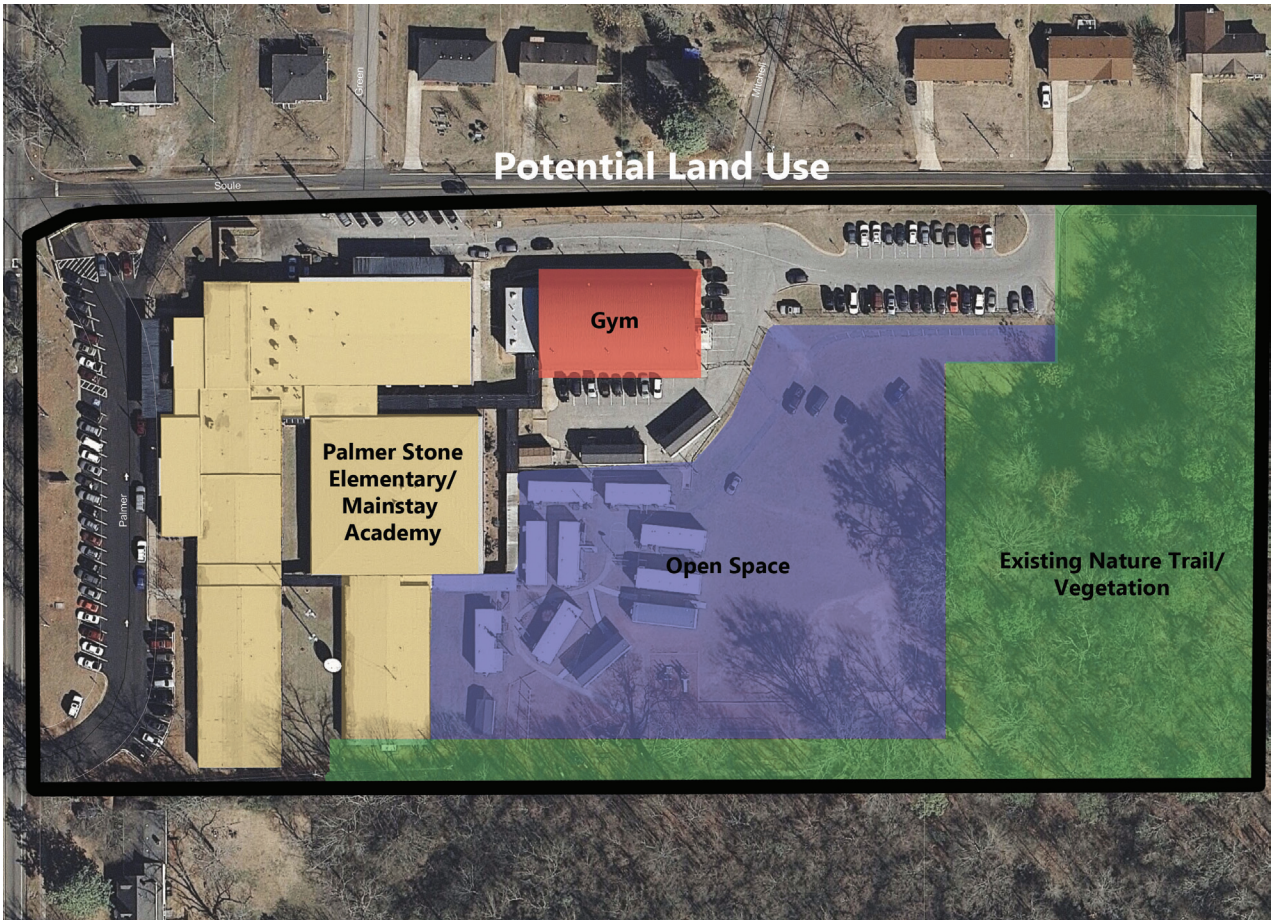 Green
Mitchell
Potential Land Use
Soule
Gym
Palmer Stone
Elementary/
Mainstay
Academy
Palmer
Open Space
Existing Nature Trail/
Vegetation